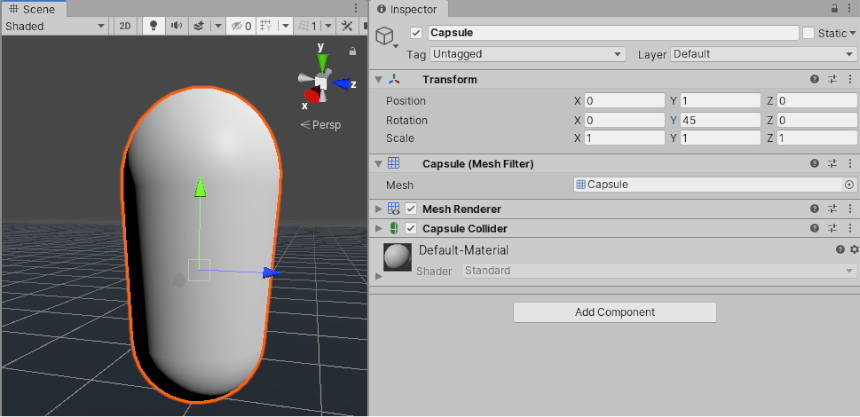 Scene
Shaded
2D
0
1
y
z
x
Persp
Inspector
Capsule
Static
Tag Untagged Layer Default
Transform
Position X 0 Y 1 Z 0
Rotation X 0 Y 45 Z 0
Scale X 1 Y 1 Z 1
Capsule (Mesh Filter)
Mesh Capsule
Mesh Renderer
Capsule Collider
Default-Material
Shader Standard
Add Component